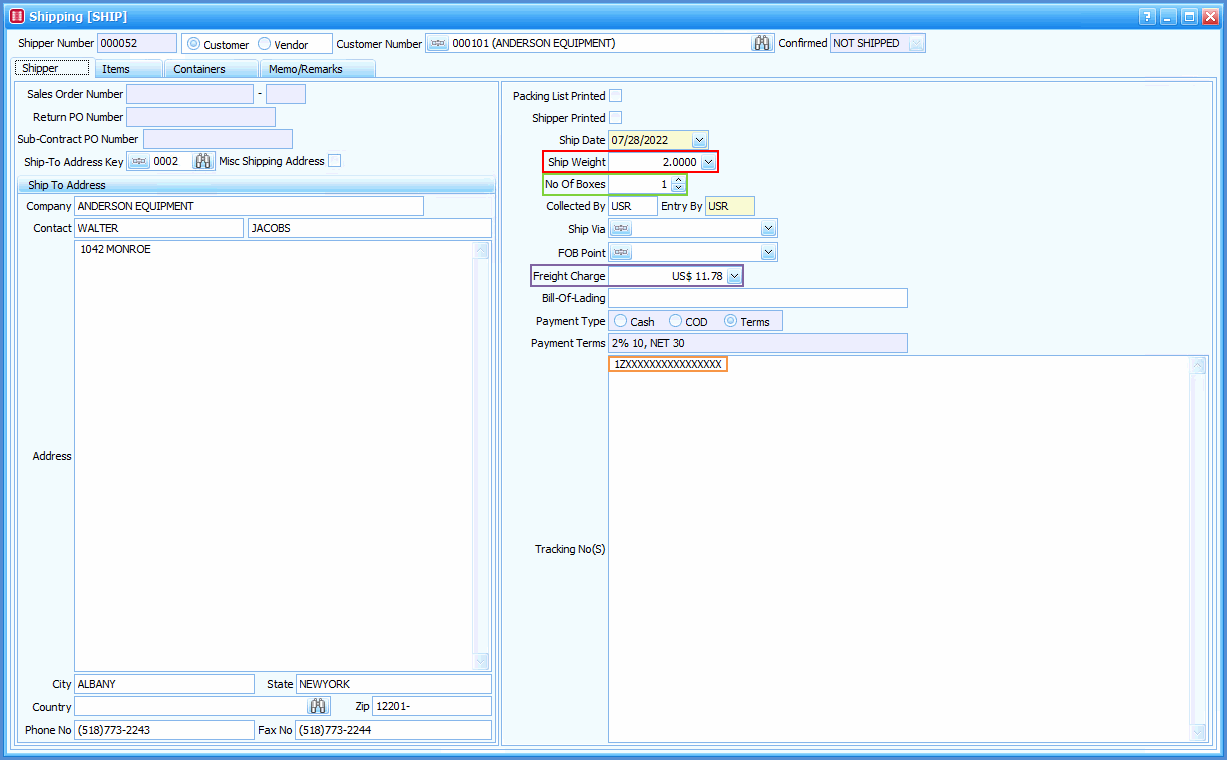 Shipping [SHIP]
Shipper Number 000052 Customer Vendor Customer Number 000101 (ANDERSON EQUIPMENT) Confirmed NOT SHIPPED
Shipper Items Containers Memo/Remarks
Sales Order Number -
Return PO Number
Sub-Contract PO Number
Ship-To Address Key 0002 Misc Shipping Address
Ship To Address
Company ANDERSON EQUIPMENT
Contact WALTER JACOBS
1042 MONROE
Address
City ALBANY State NEWYORK
Country Zip 12201-
Phone No (518)773-2243 Fax No (518)773-2244
Packing List Printed
Shipper Printed
Ship Date 07/28/2022
Ship Weight 2.0000
No Of Boxes 1
Collected By USR Entry By USR
Ship Via
FOB Point
Freight Charge US$ 11.78
Bill-Of-Lading
Payment Type Cash COD Terms
Payment Terms 2% 10, NET 30
1ZXXXXXXXXXXXXXXXX
Tracking No(S)